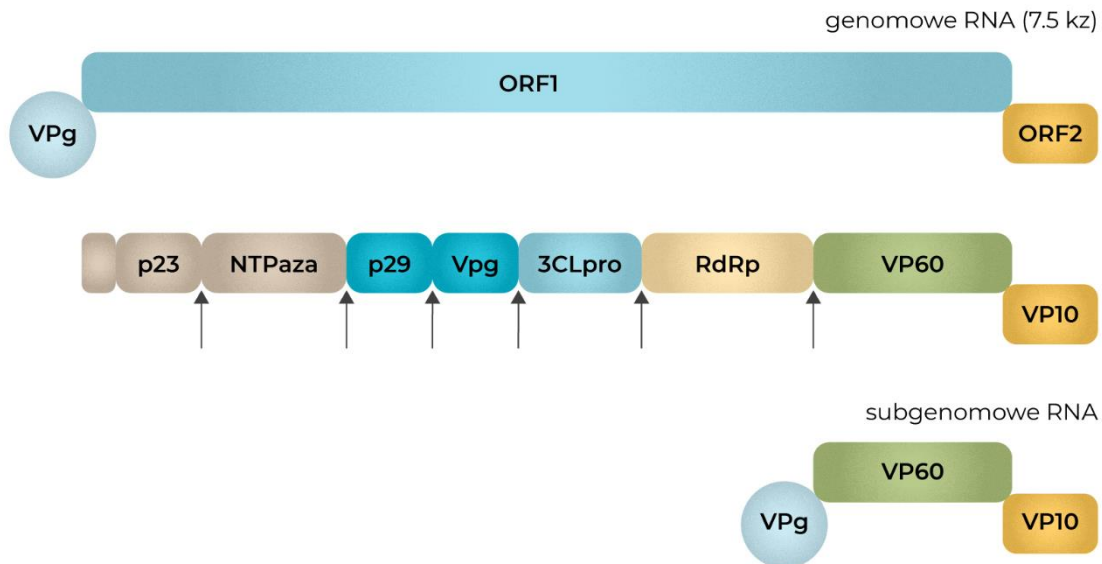 genomowe RNA (7.5 kz)
ORF1
VPg
ORF2
p23 NTPaza p29 Vpg 3CLpro RdRp VP60
VP10
subgenomowe RNA
VP60
VPg
VP10